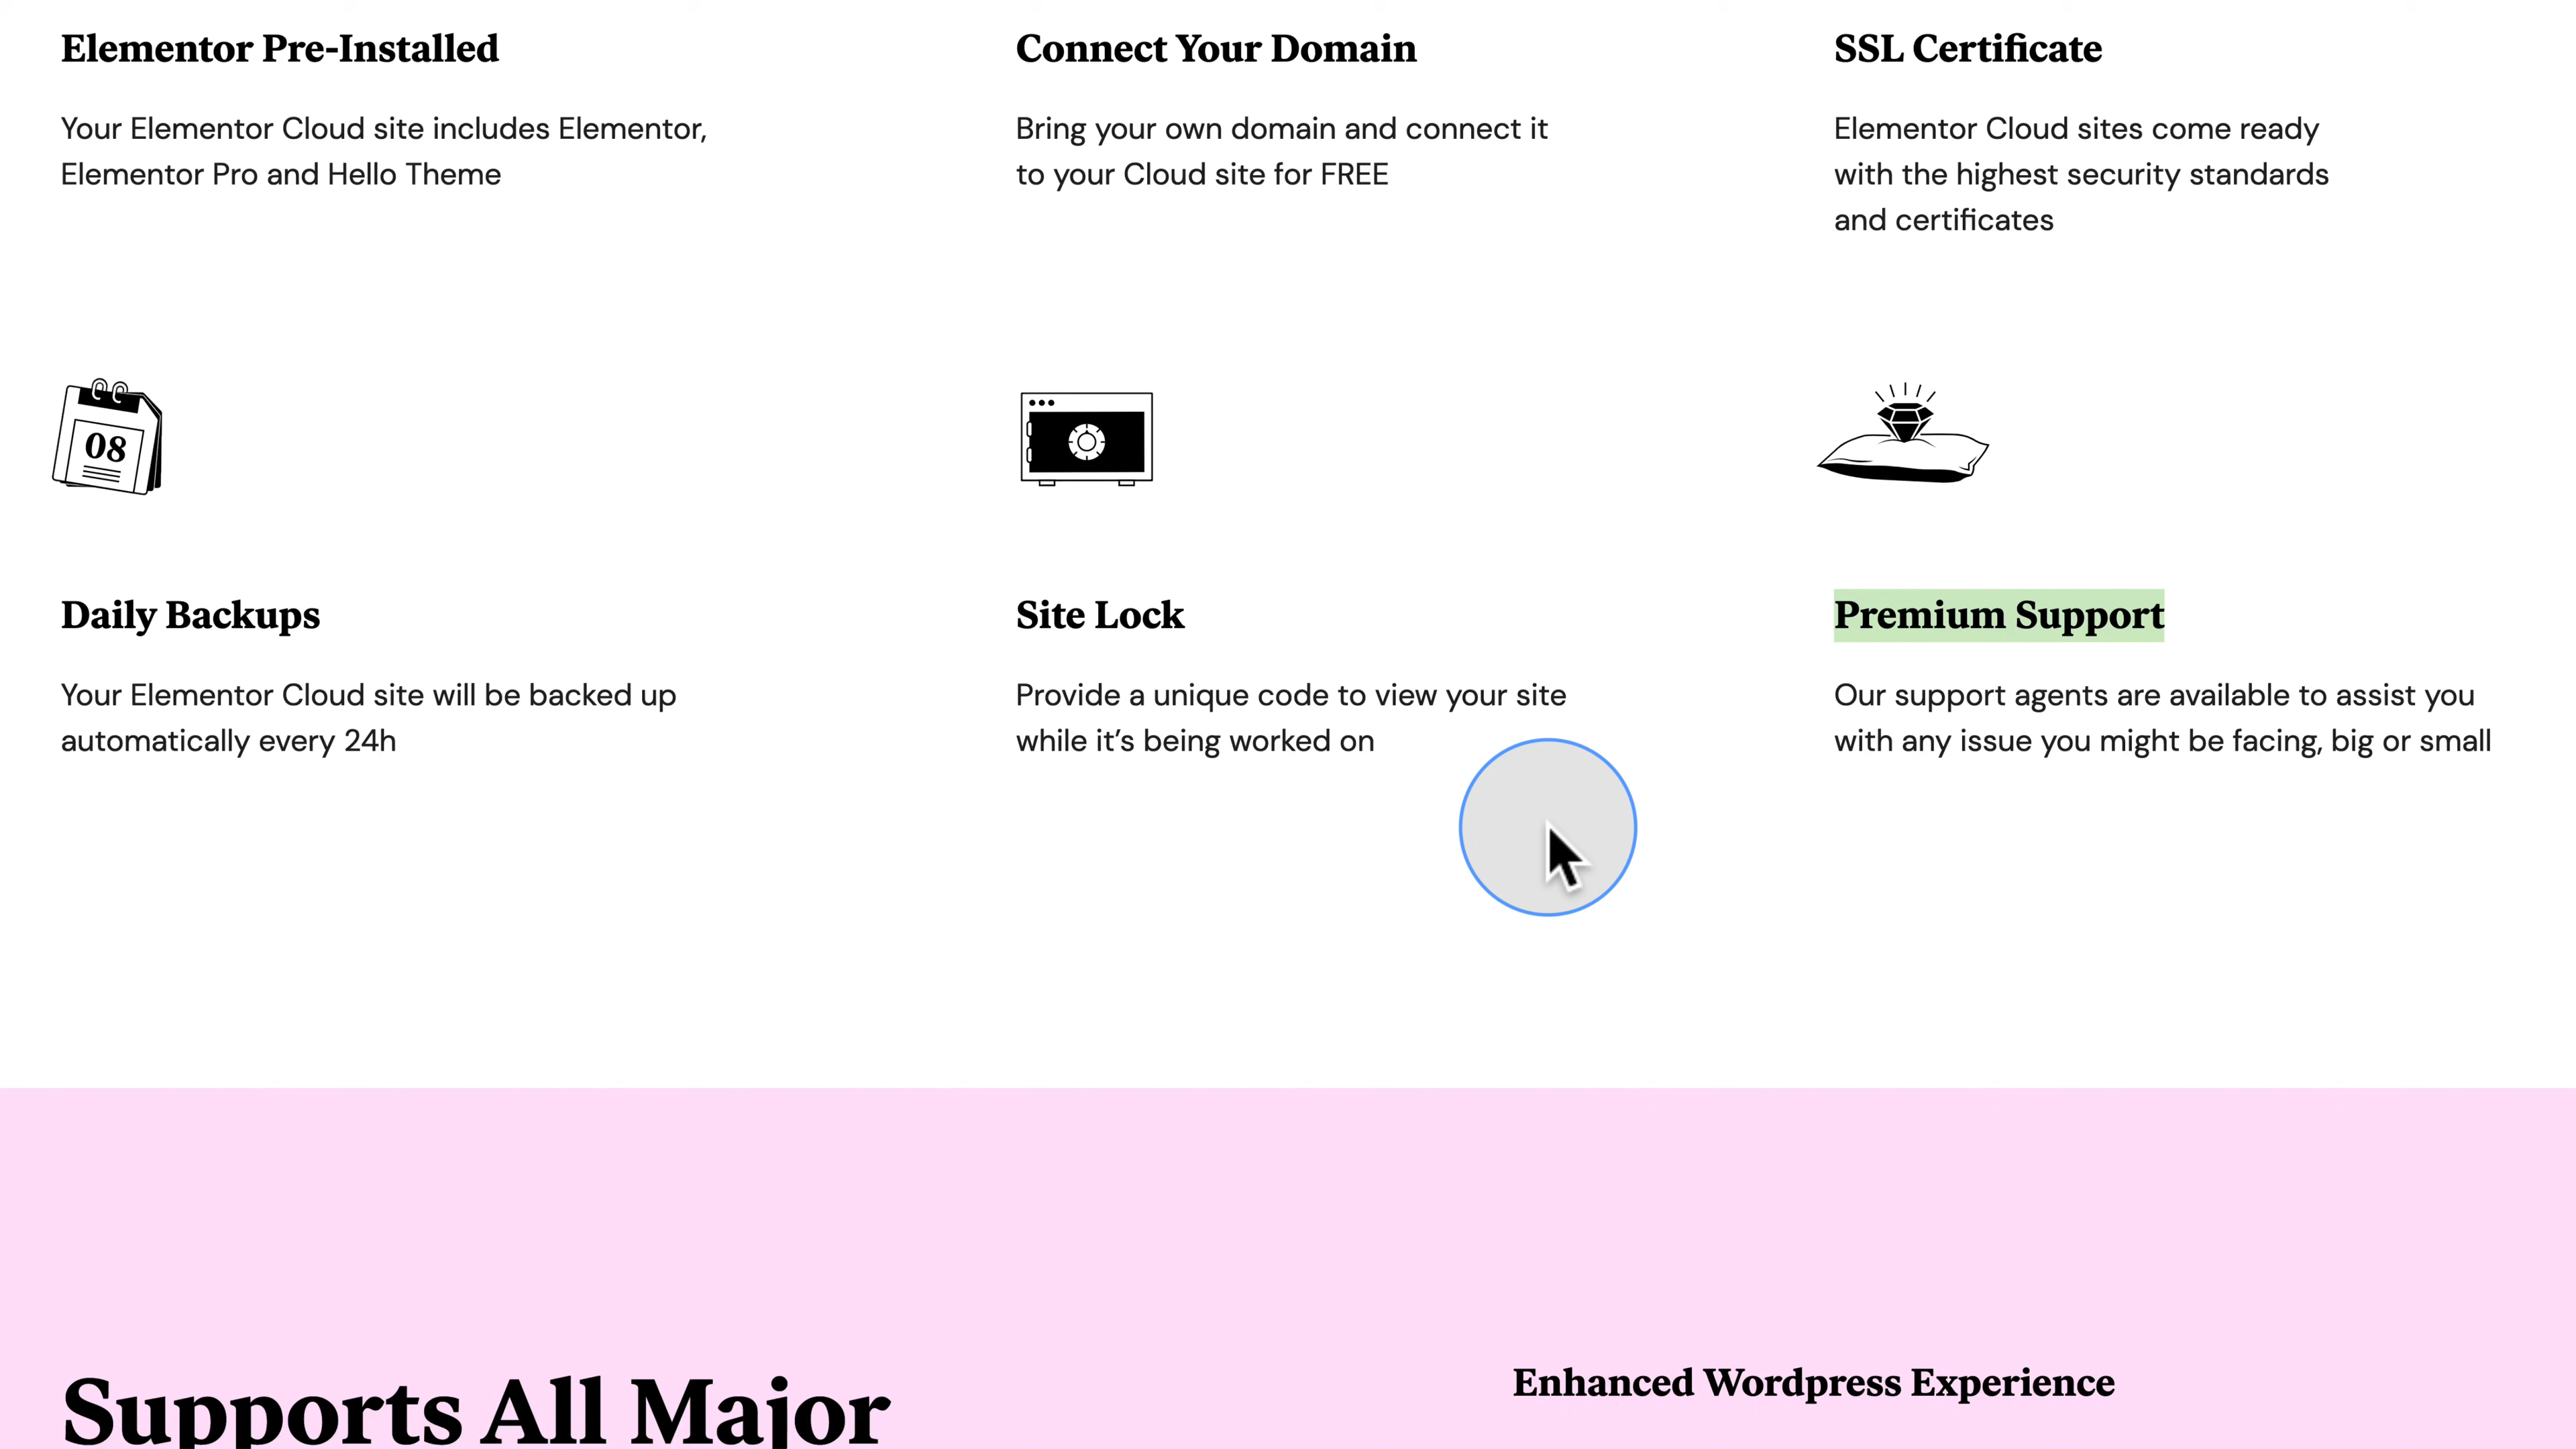 Elementor Pre-Installed
Your Elementor Cloud site includes Elementor,
Elementor Pro and Hello Theme
Connect Your Domain
Bring your own domain and connect it
to your Cloud site for FREE
SSL Certificate
Elementor Cloud sites come ready
with the highest security standards
and certificates
08
Daily Backups
Your Elementor Cloud site will be backed up
automatically every 24h
Site Lock
Provide a unique code to view your site
while it’s being worked on
Premium Support
Our support agents are available to assist you
with any issue you might be facing, big or small
Supports All Major
Enhanced Wordpress Experience